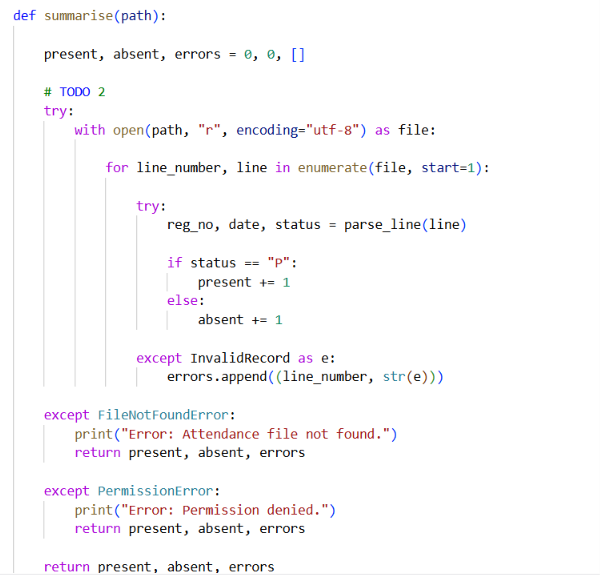 def summarise(path):
present, absent, errors = 0, 0, []
# TODO 2
try:
with open(path, "r", encoding="utf-8") as file:
for line_number, line in enumerate(file, start=1):
try:
reg_no, date, status = parse_line(line)
if status == "P":
present += 1
else:
absent += 1
except InvalidRecord as e:
errors.append((line_number, str(e)))
except FileNotFoundError:
print("Error: Attendance file not found.")
return present, absent, errors
except PermissionError:
print("Error: Permission denied.")
return present, absent, errors
return present, absent, errors